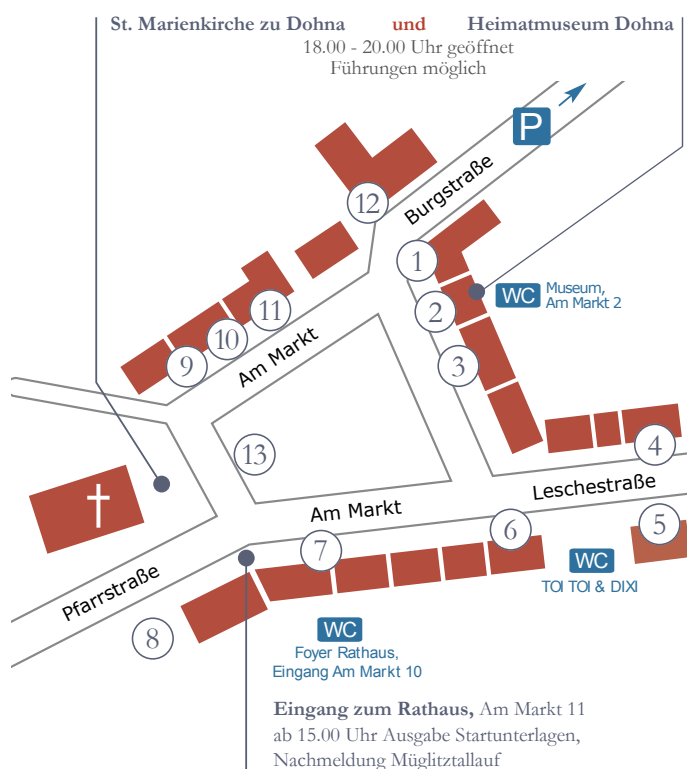 St. Marienkirche zu Dohna und Heimatmuseum Dohna
18.00 - 20.00 Uhr geöffnet
Führungen möglich
P
Burgstraße
12
1
WC Museum,
Am Markt 2
2
11
10
9
Am Markt
3
13
4
Leschestraße
Am Markt
5
6
7
WC
TOI TOI & DIXI
Pfarrstraße
8
WC
Foyer Rathaus,
Eingang Am Markt 10
Eingang zum Rathaus, Am Markt 11
ab 15.00 Uhr Ausgabe Startunterlagen,
Nachmeldung Müglitztallauf